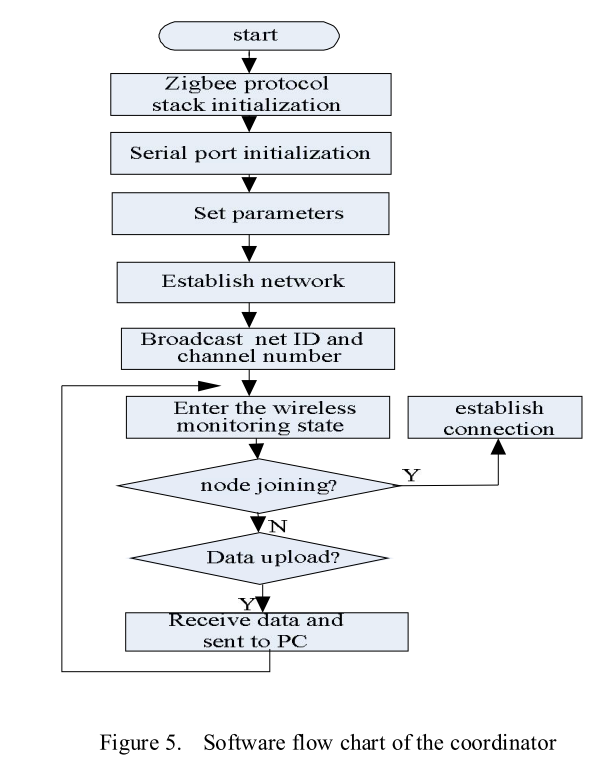 start
Zigbee protocol
stack initialization
Serial port initialization
Set parameters
Establish network
Broadcast net ID and
channel number
Enter the wireless
monitoring state
establish
connection
node joining?
Y
N
Data upload?
Y
Receive data and
sent to PC
Figure 5. Software flow chart of the coordinator